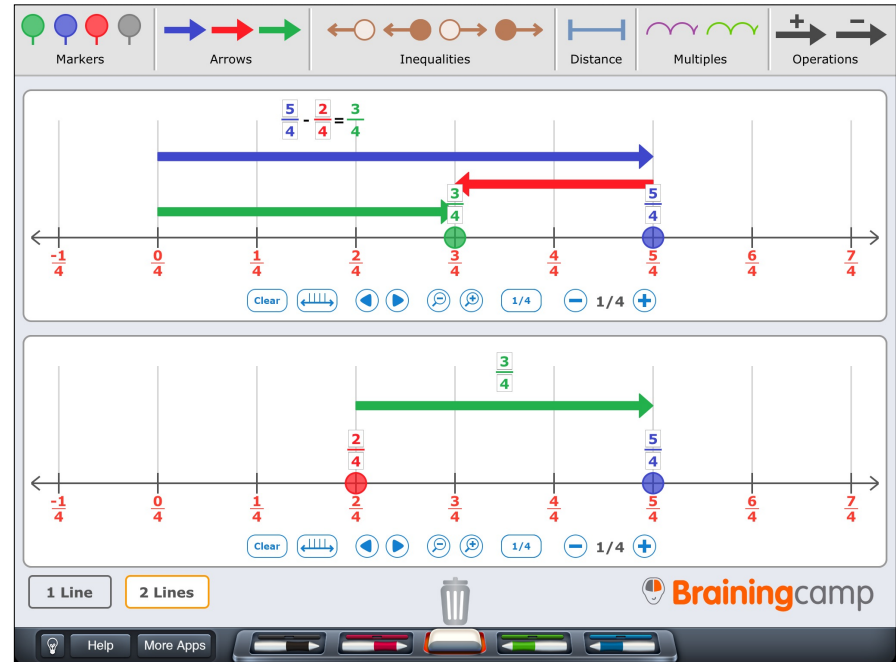 Markers Arrows Inequalities Distance Multiples Operations
5/4 - 2/4 = 3/4
3/4 5/4
-1/4 0/4 1/4 2/4 3/4 4/4 5/4 6/4 7/4
Clear 1/4 1/4
3/4
2/4 5/4
-1/4 0/4 1/4 2/4 3/4 4/4 5/4 6/4 7/4
Clear 1/4 1/4
1 Line 2 Lines Brainingcamp
Help More Apps